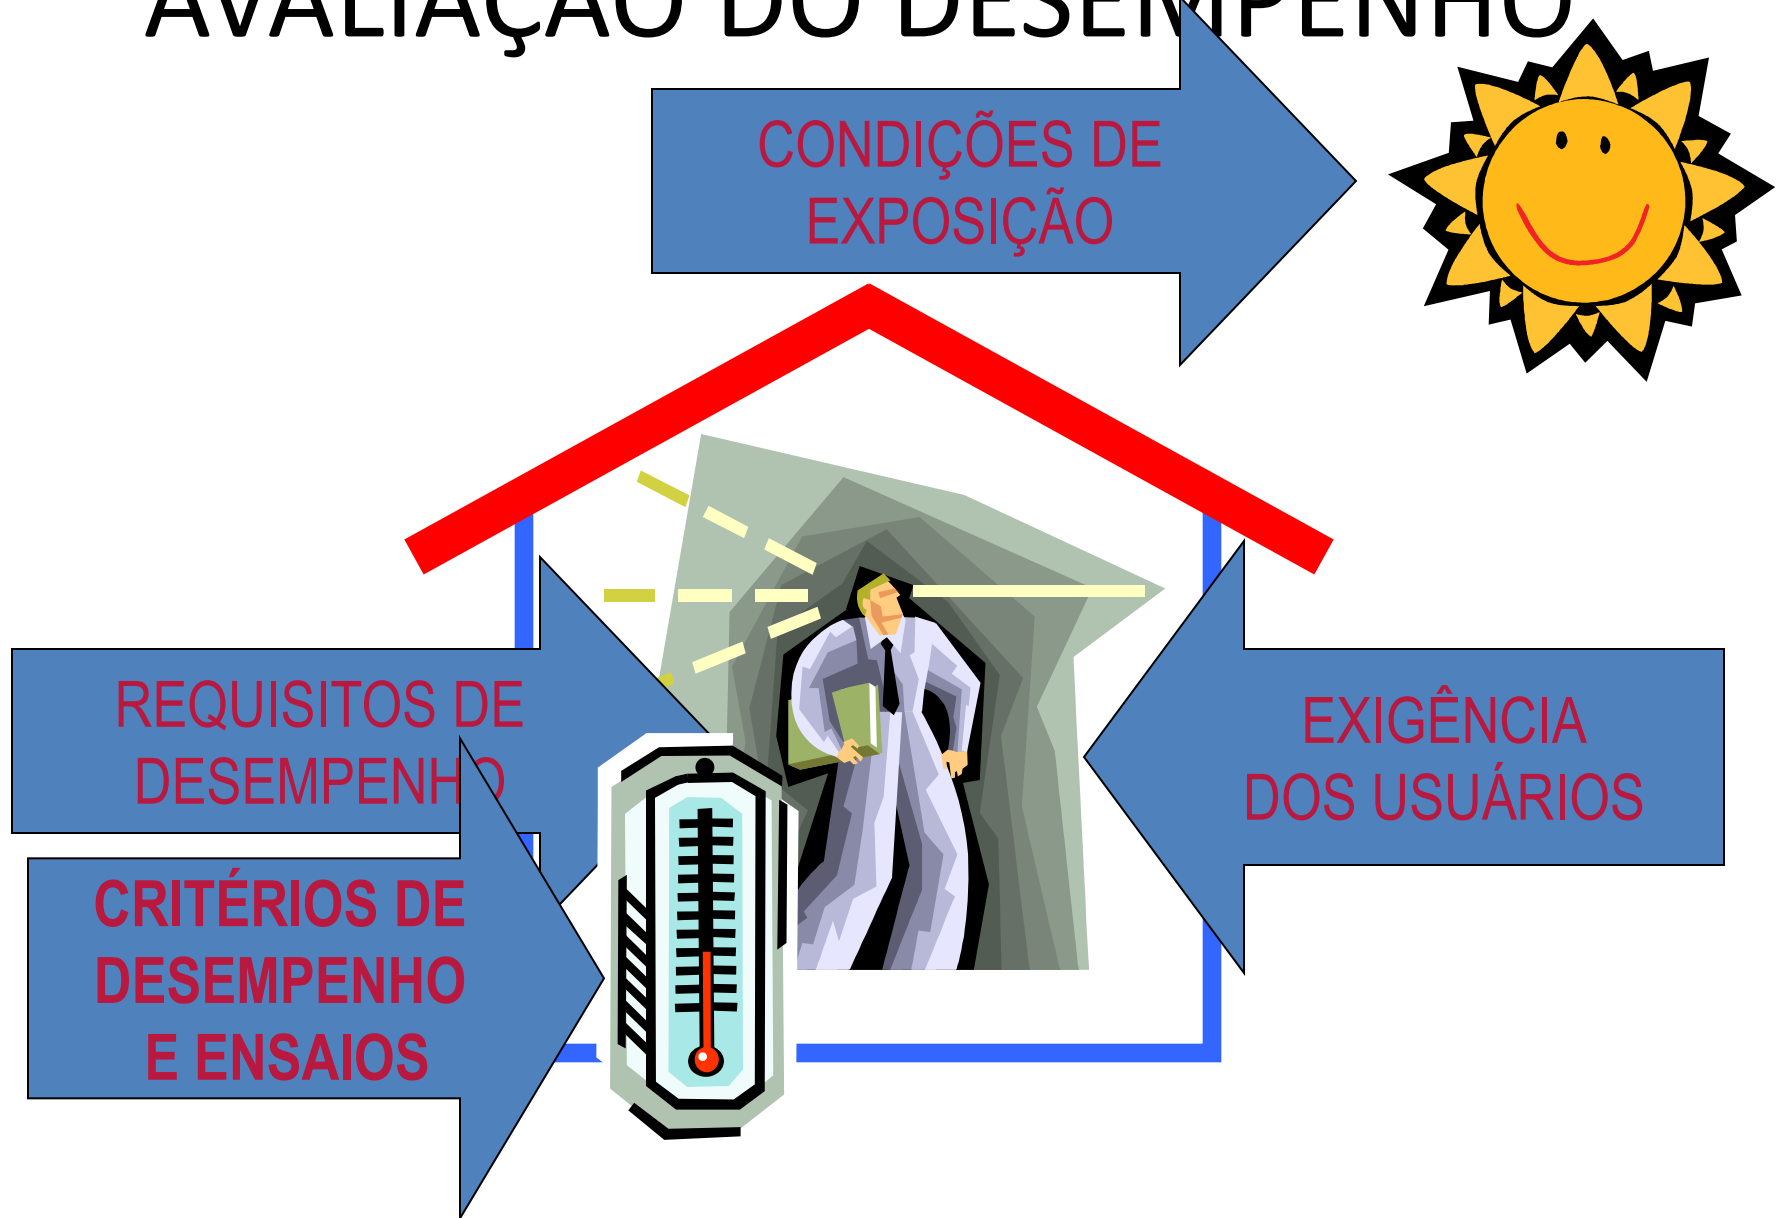 AVALIAÇÃO DO DESEMPENHO
CONDIÇÕES DE
EXPOSIÇÃO
REQUISITOS DE
DESEMPENHO
EXIGÊNCIA
DOS USUÁRIOS
CRITÉRIOS DE
DESEMPENHO
E ENSAIOS